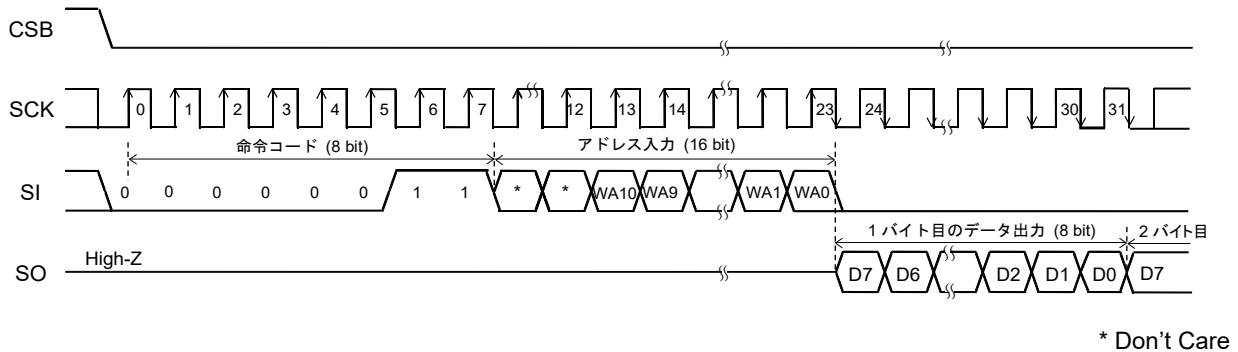 CSB
SCK 0 1 2 3 4 5 6 7 12 13 14 23 24 30 31
命令コード (8 bit) アドレス入力 (16 bit)
SI 0 0 0 0 0 0 1 1 * * WA10 WA9 WA1 WA0
1 バイト目のデータ出力 (8 bit) 2 バイト目
High-Z
SO D7 D6 D2 D1 D0 D7
* Don't Care